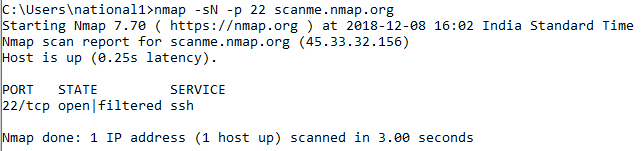 C:\Users\national1>nmap -sN -p 22 scanme.nmap.org
Starting Nmap 7.70 ( https://nmap.org ) at 2018-12-08 16:02 India Standard Time
Nmap scan report for scanme.nmap.org (45.33.32.156)
Host is up (0.25s latency).
PORT   STATE         SERVICE
22/tcp open|filtered ssh
Nmap done: 1 IP address (1 host up) scanned in 3.00 seconds